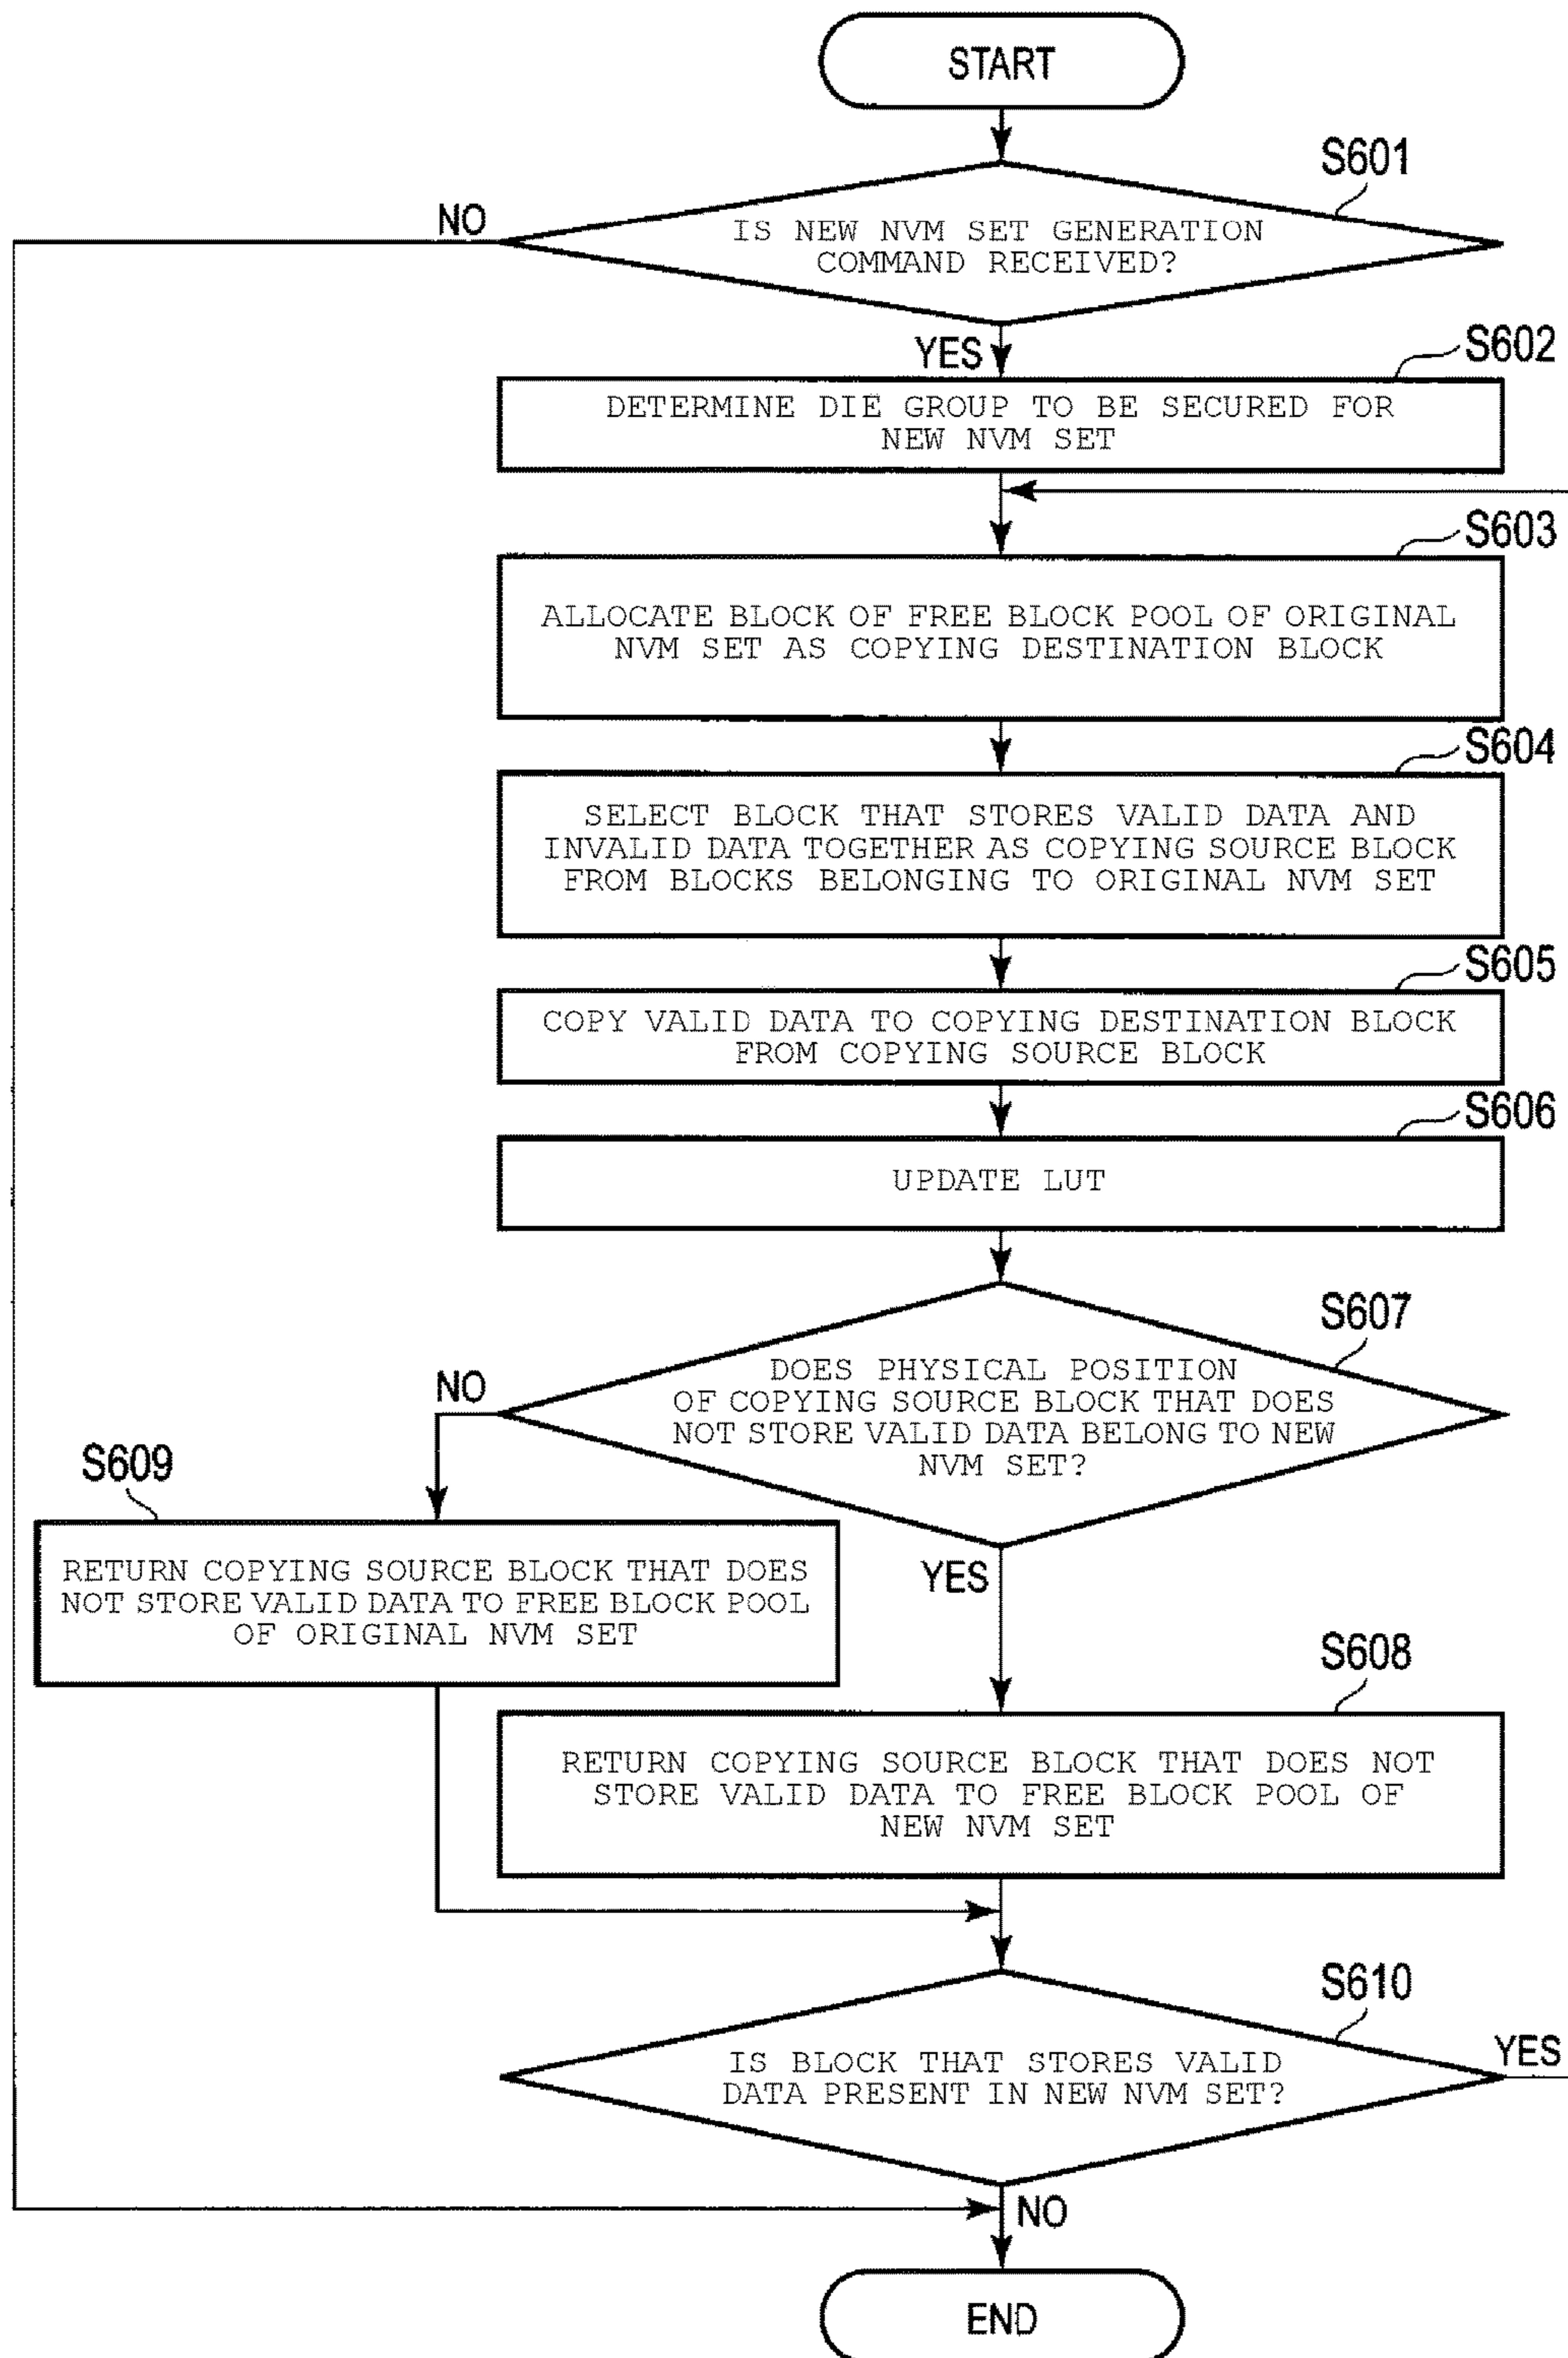 START
S601
NO
IS NEW NVM SET GENERATION
COMMAND RECEIVED?
YES
S602
DETERMINE DIE GROUP TO BE SECURED FOR
NEW NVM SET
S603
ALLOCATE BLOCK OF FREE BLOCK POOL OF ORIGINAL
NVM SET AS COPYING DESTINATION BLOCK
S604
SELECT BLOCK THAT STORES VALID DATA AND
INVALID DATA TOGETHER AS COPYING SOURCE BLOCK
FROM BLOCKS BELONGING TO ORIGINAL NVM SET
S605
COPY VALID DATA TO COPYING DESTINATION BLOCK
FROM COPYING SOURCE BLOCK
S606
UPDATE LUT
S607
NO
DOES PHYSICAL POSITION
OF COPYING SOURCE BLOCK THAT DOES
NOT STORE VALID DATA BELONG TO NEW
NVM SET?
S609
RETURN COPYING SOURCE BLOCK THAT DOES
NOT STORE VALID DATA TO FREE BLOCK POOL
OF ORIGINAL NVM SET
YES
S608
RETURN COPYING SOURCE BLOCK THAT DOES NOT
STORE VALID DATA TO FREE BLOCK POOL OF
NEW NVM SET
S610
YES
IS BLOCK THAT STORES VALID
DATA PRESENT IN NEW NVM SET?
NO
END